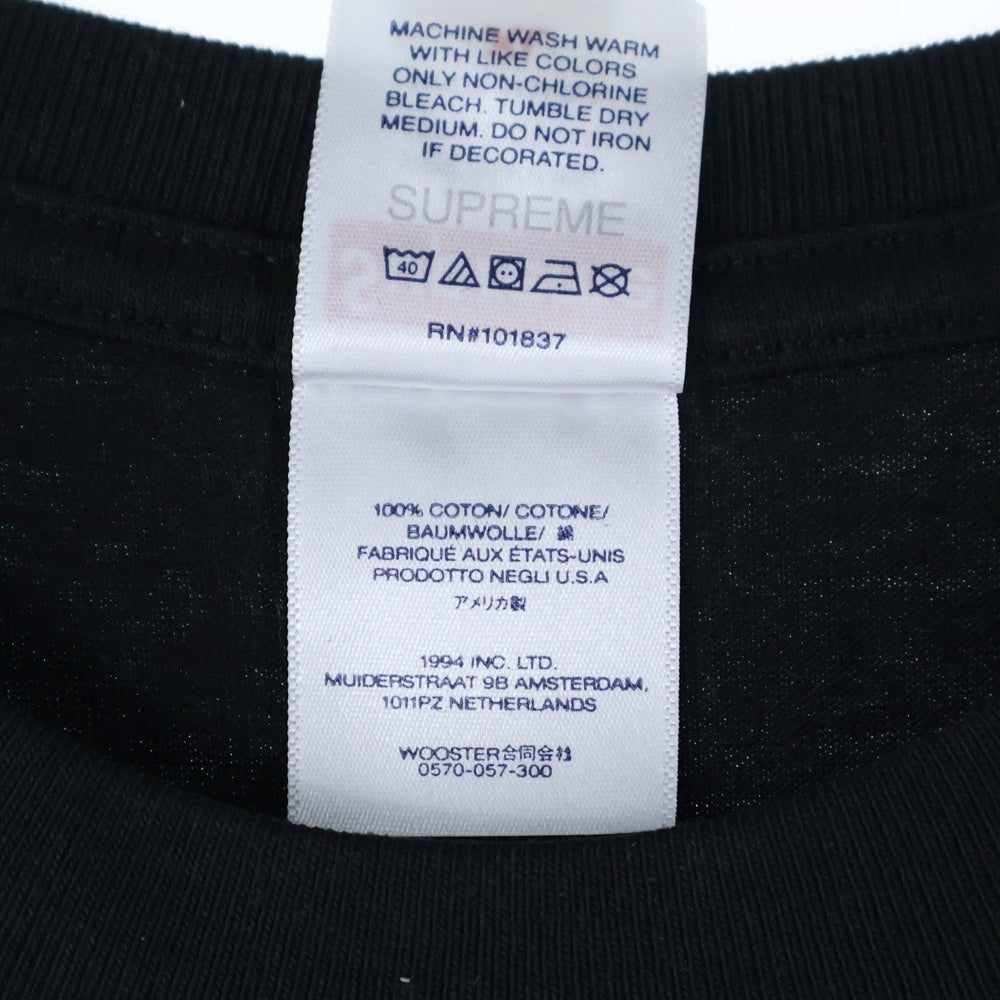 MACHINE WASH WARM
WITH LIKE COLORS
ONLY NON-CHLORINE
BLEACH. TUMBLE DRY
MEDIUM. DO NOT IRON
IF DECORATED.
SUPREME
40
RN#101837
100% COTON/ COTONE/
BAUMWOLLE/ 綿
FABRIQUÉ AUX ÉTATS-UNIS
PRODOTTO NEGLI U.S.A
アメリカ製
1994 INC. LTD.
MUIDERSTRAAT 9B AMSTERDAM,
1011PZ NETHERLANDS
WOOSTER合同会社
0570-057-300